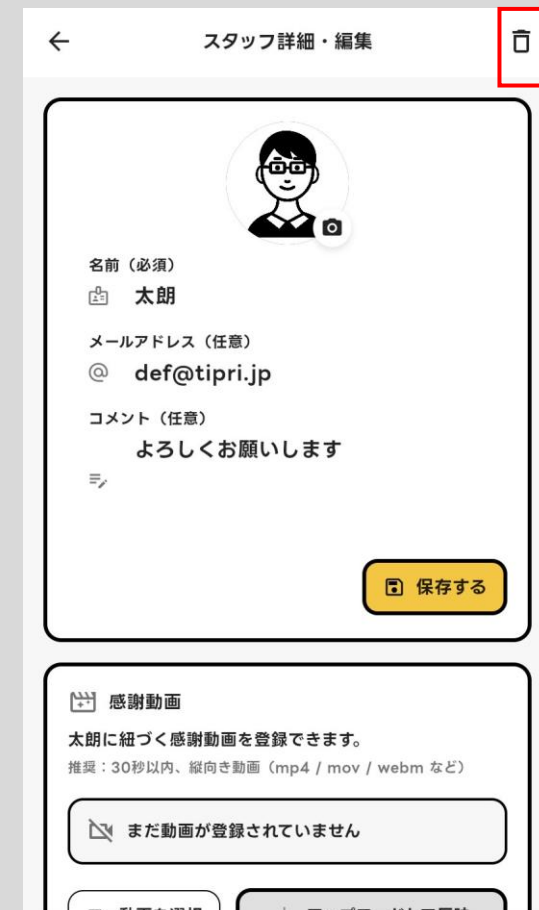 スタッフ詳細・編集
名前（必須）
太朗
メールアドレス（任意）
def@tipri.jp
コメント（任意）
よろしくお願いします
保存する
感謝動画
太朗に紐づく感謝動画を登録できます。
推奨：30秒以内、縦向き動画（mp4 / mov / webm など）
まだ動画が登録されていません